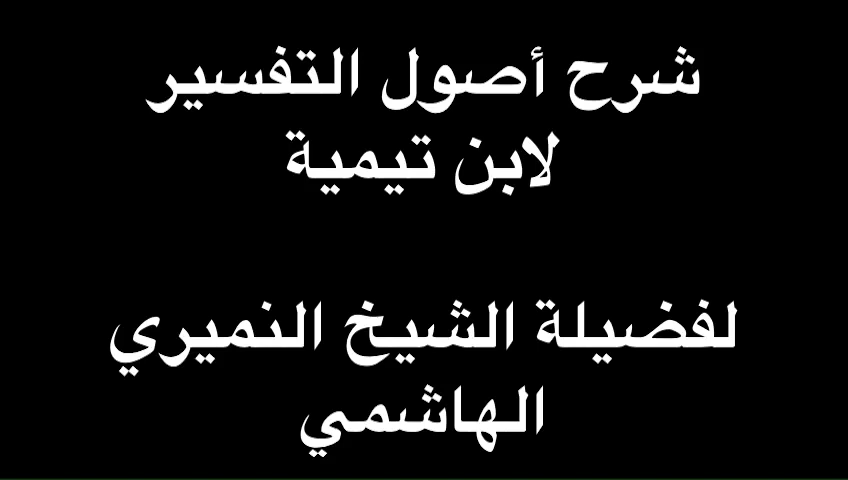 شرح أصول التفسير
لابن تيمية
لفضيلة الشيخ النميري
الهاشمي